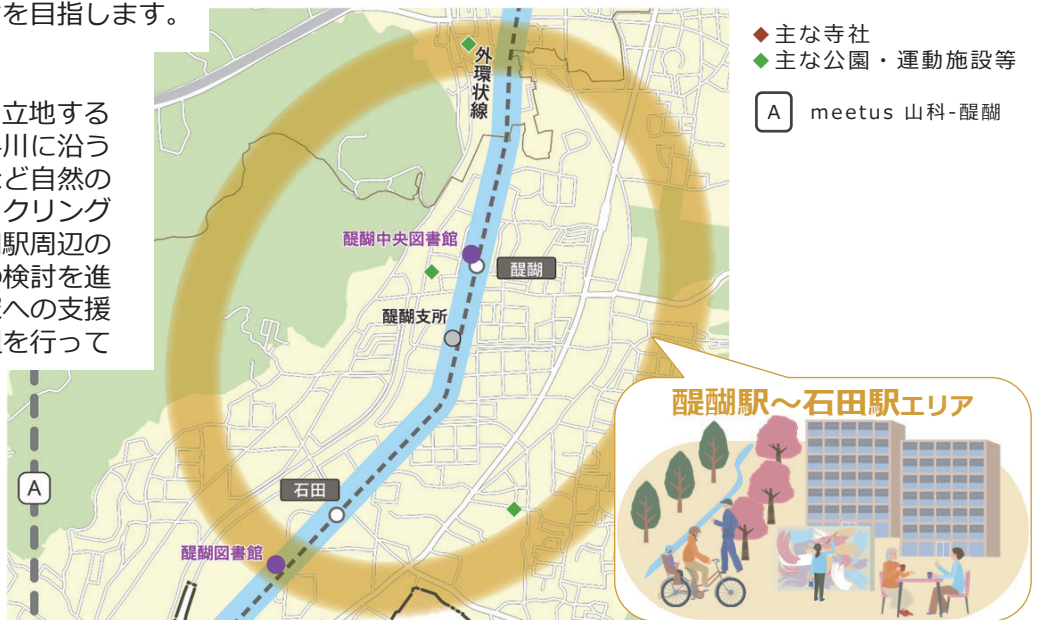 を目指します。
立地する
川に沿う
ど自然の
クリング
駅周辺の
検討を進
への支援
を行って
外環状線
醍醐中央図書館
醍醐
醍醐支所
石田
醍醐図書館
A
主な寺社
主な公園・運動施設等
A meetus 山科-醍醐
醍醐駅～石田駅エリア